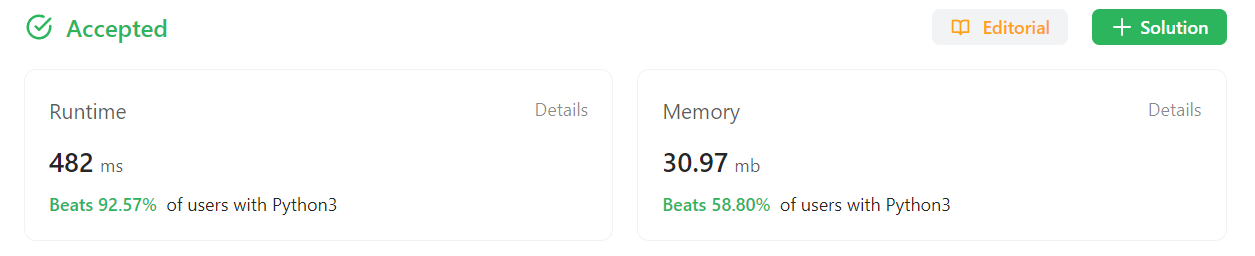 Accepted
Editorial
Solution
Runtime
Details
482 ms
Beats 92.57% of users with Python3
Memory
Details
30.97 mb
Beats 58.80% of users with Python3